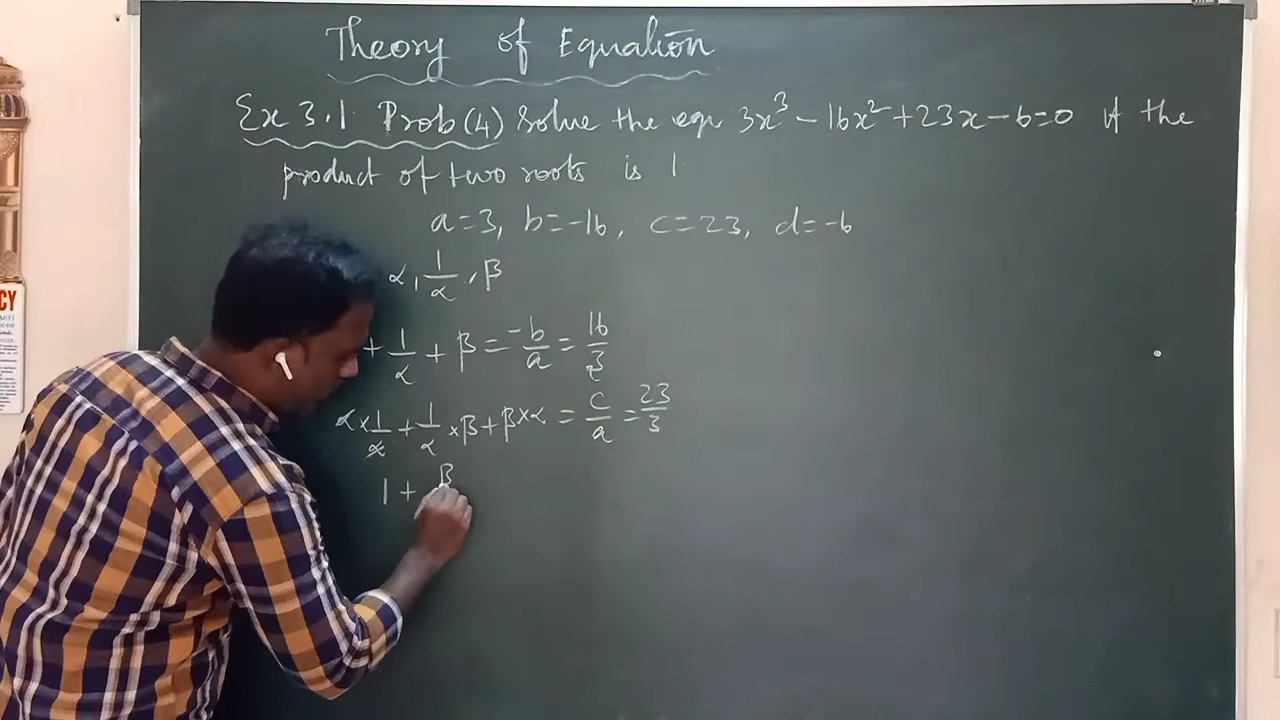 Theory of Equation
Ex 3.1 Prob(4) Solve the eqn 3x³ - 16x² + 23x - 6 = 0 if the
product of two roots is 1
a = 3, b = -16, c = 23, d = -6
α, 1/α, β
+ 1/α + β = -b/a = 16/3
α × 1/α + 1/α × β + β × α = c/a = 23/3
1 + β
CY